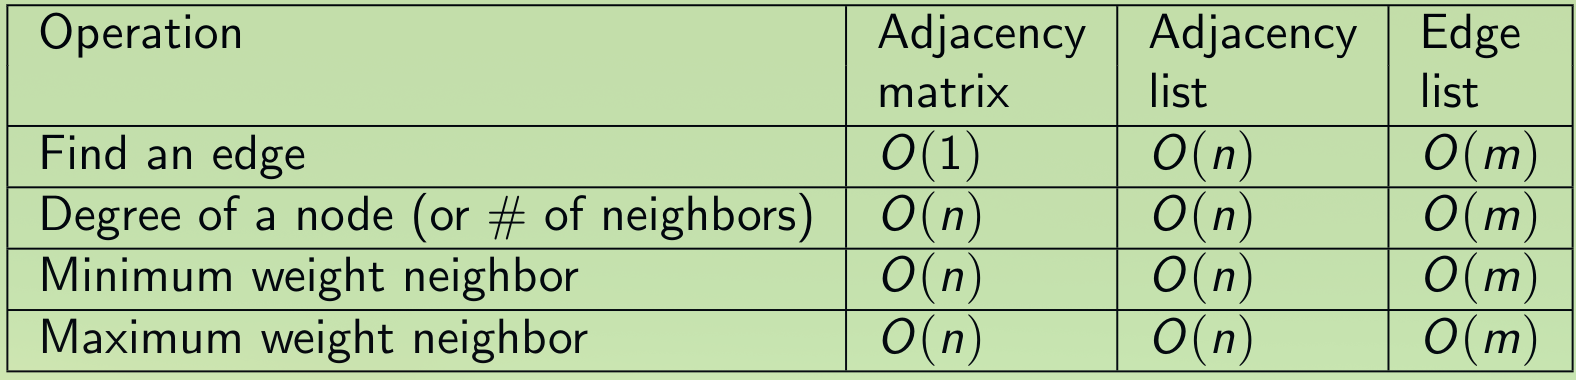 Operation Adjacency Adjacency Edge
matrix list list
Find an edge O(1) O(n) O(m)
Degree of a node (or # of neighbors) O(n) O(n) O(m)
Minimum weight neighbor O(n) O(n) O(m)
Maximum weight neighbor O(n) O(n) O(m)